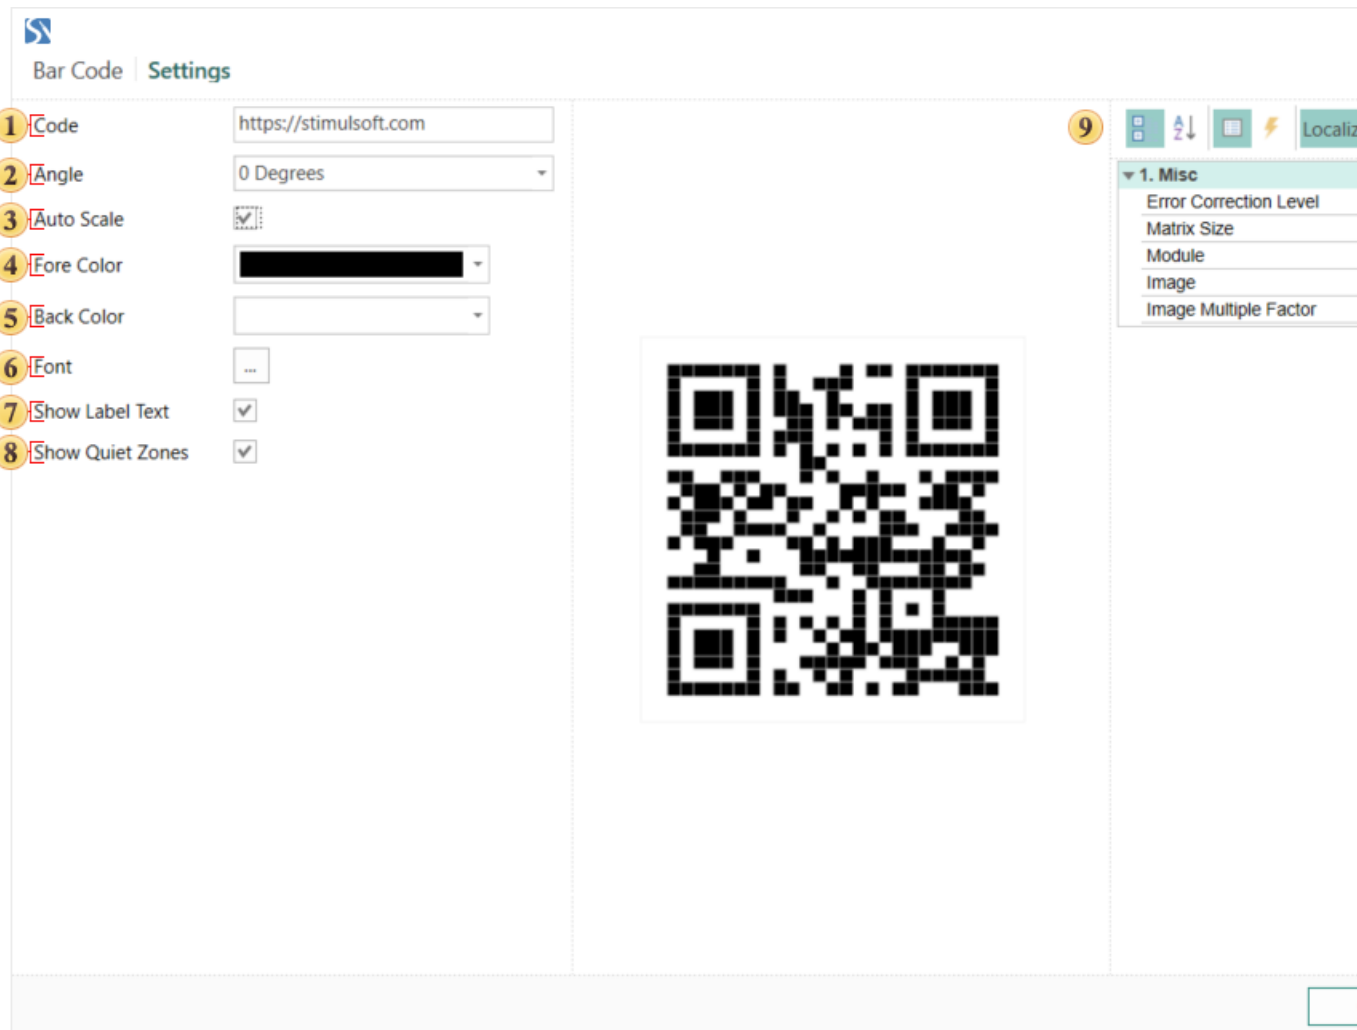 Bar Code Settings
1 Code https://stimulsoft.com
2 Angle 0 Degrees
3 Auto Scale
4 Fore Color
5 Back Color
6 Font ...
7 Show Label Text
8 Show Quiet Zones
9 Localiz
1. Misc
Error Correction Level
Matrix Size
Module
Image
Image Multiple Factor